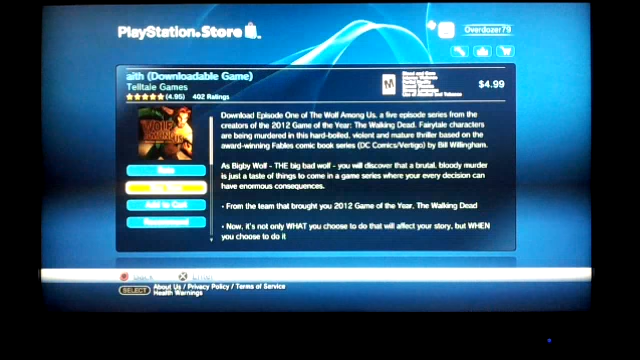 PlayStation®Store
Overdozer79
aith (Downloadable Game)
Telltale Games
(4.95) 402 Ratings
M
$4.99
WOLF
AMONG US
Download Episode One of The Wolf Among Us, a five episode series from the
creators of the 2012 Game of the Year: The Walking Dead. Fairytale characters
are being murdered in this hard-boiled, violent and mature thriller based on the
award-winning Fables comic book series (DC Comics/Vertigo) by Bill Willingham.
As Bigby Wolf - THE big bad wolf - you will discover that a brutal, bloody murder
is just a taste of things to come in a game series where your every decision can
have enormous consequences.
• From the team that brought you 2012 Game of the Year, The Walking Dead
• Now, it's not only WHAT you choose to do that will affect your story, but WHEN
you choose to do it
Add to Cart
Recommend
SELECT
About Us / Privacy Policy / Terms of Service
Health Warnings